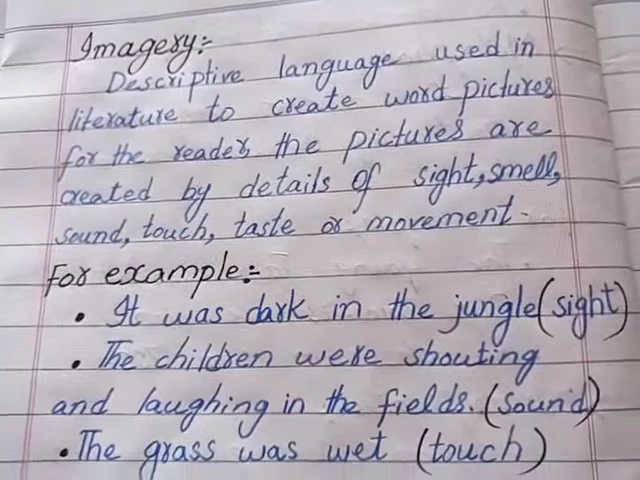 Imagery:-
Descriptive language used in
literature to create word pictures
for the reader, the pictures are
created by details of sight, smell,
sound, touch, taste or movement.
For example:-
• It was dark in the jungle (sight)
• The children were shouting
and laughing in the fields. (sound)
• The grass was wet (touch)